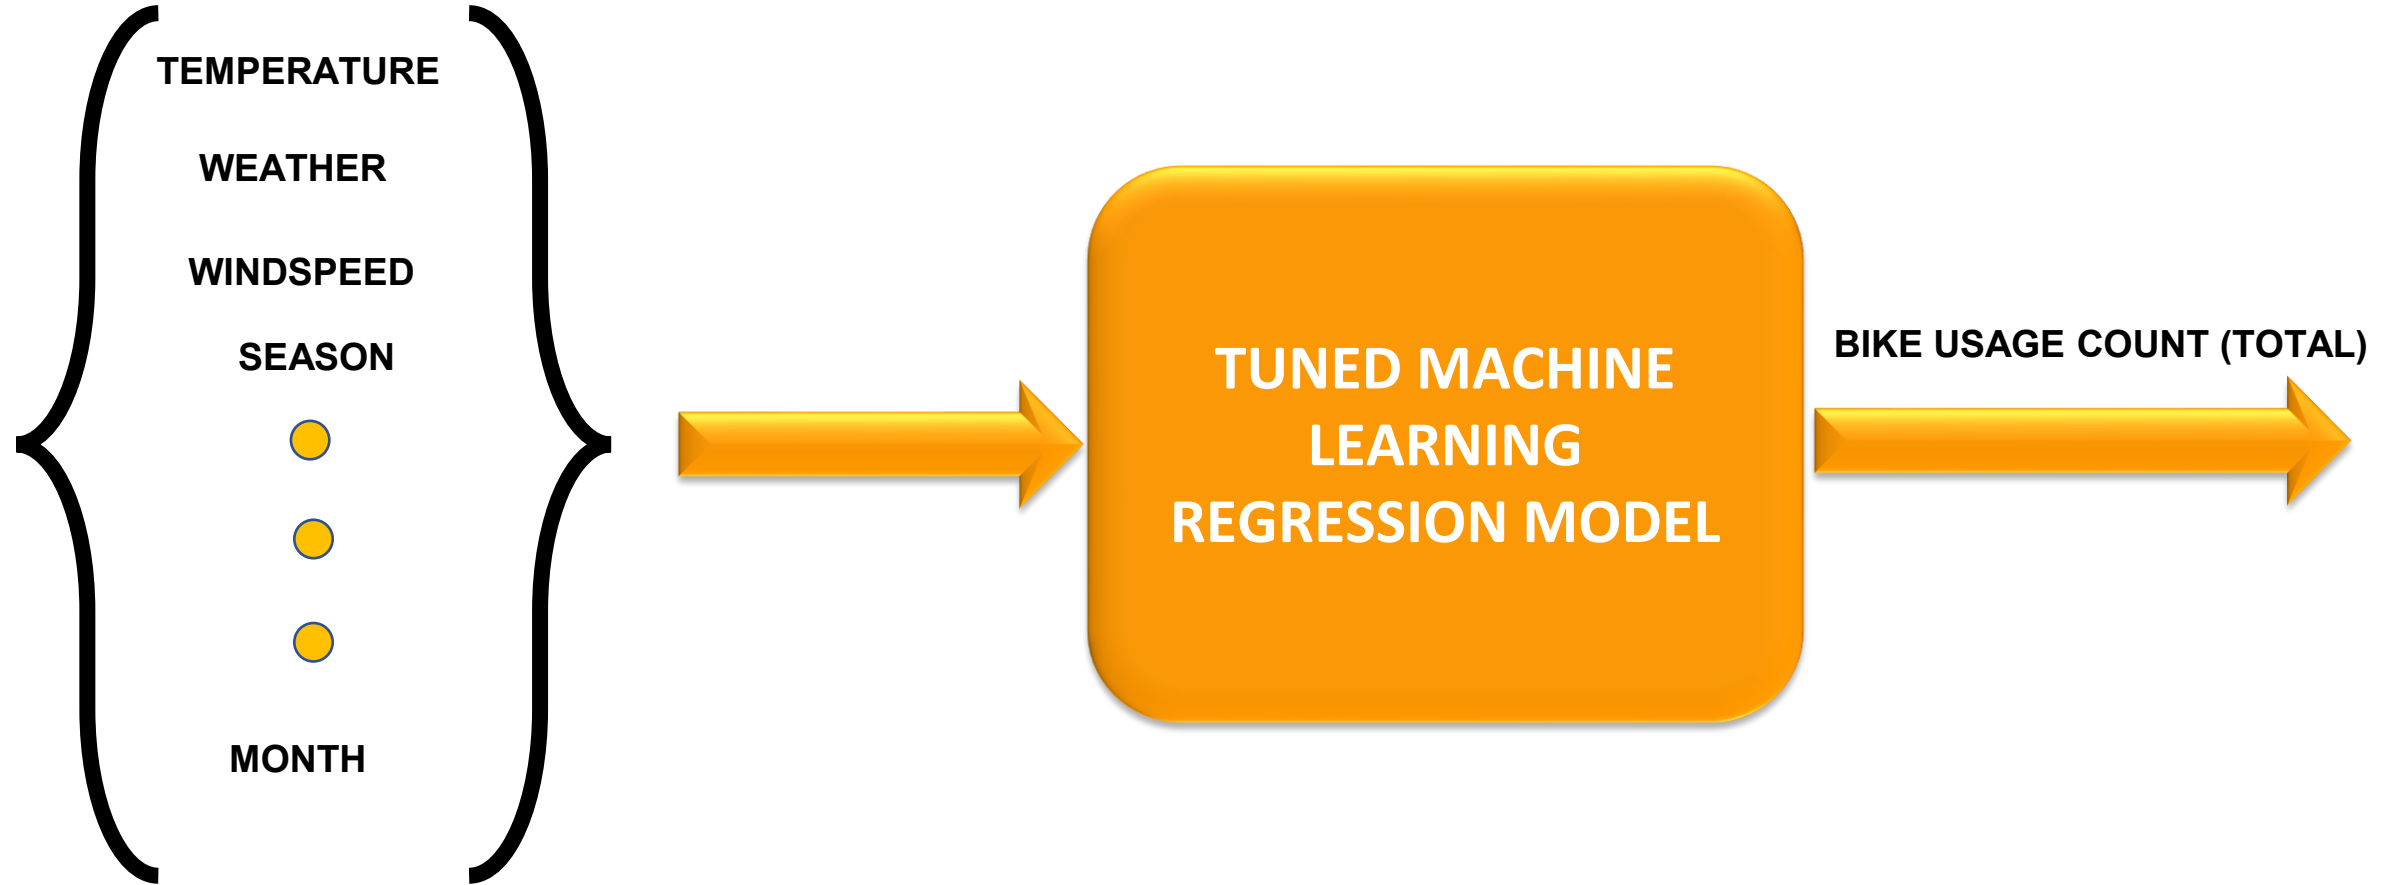 TEMPERATURE
WEATHER
WINDSPEED
SEASON
MONTH
TUNED MACHINE
LEARNING
REGRESSION MODEL
BIKE USAGE COUNT (TOTAL)